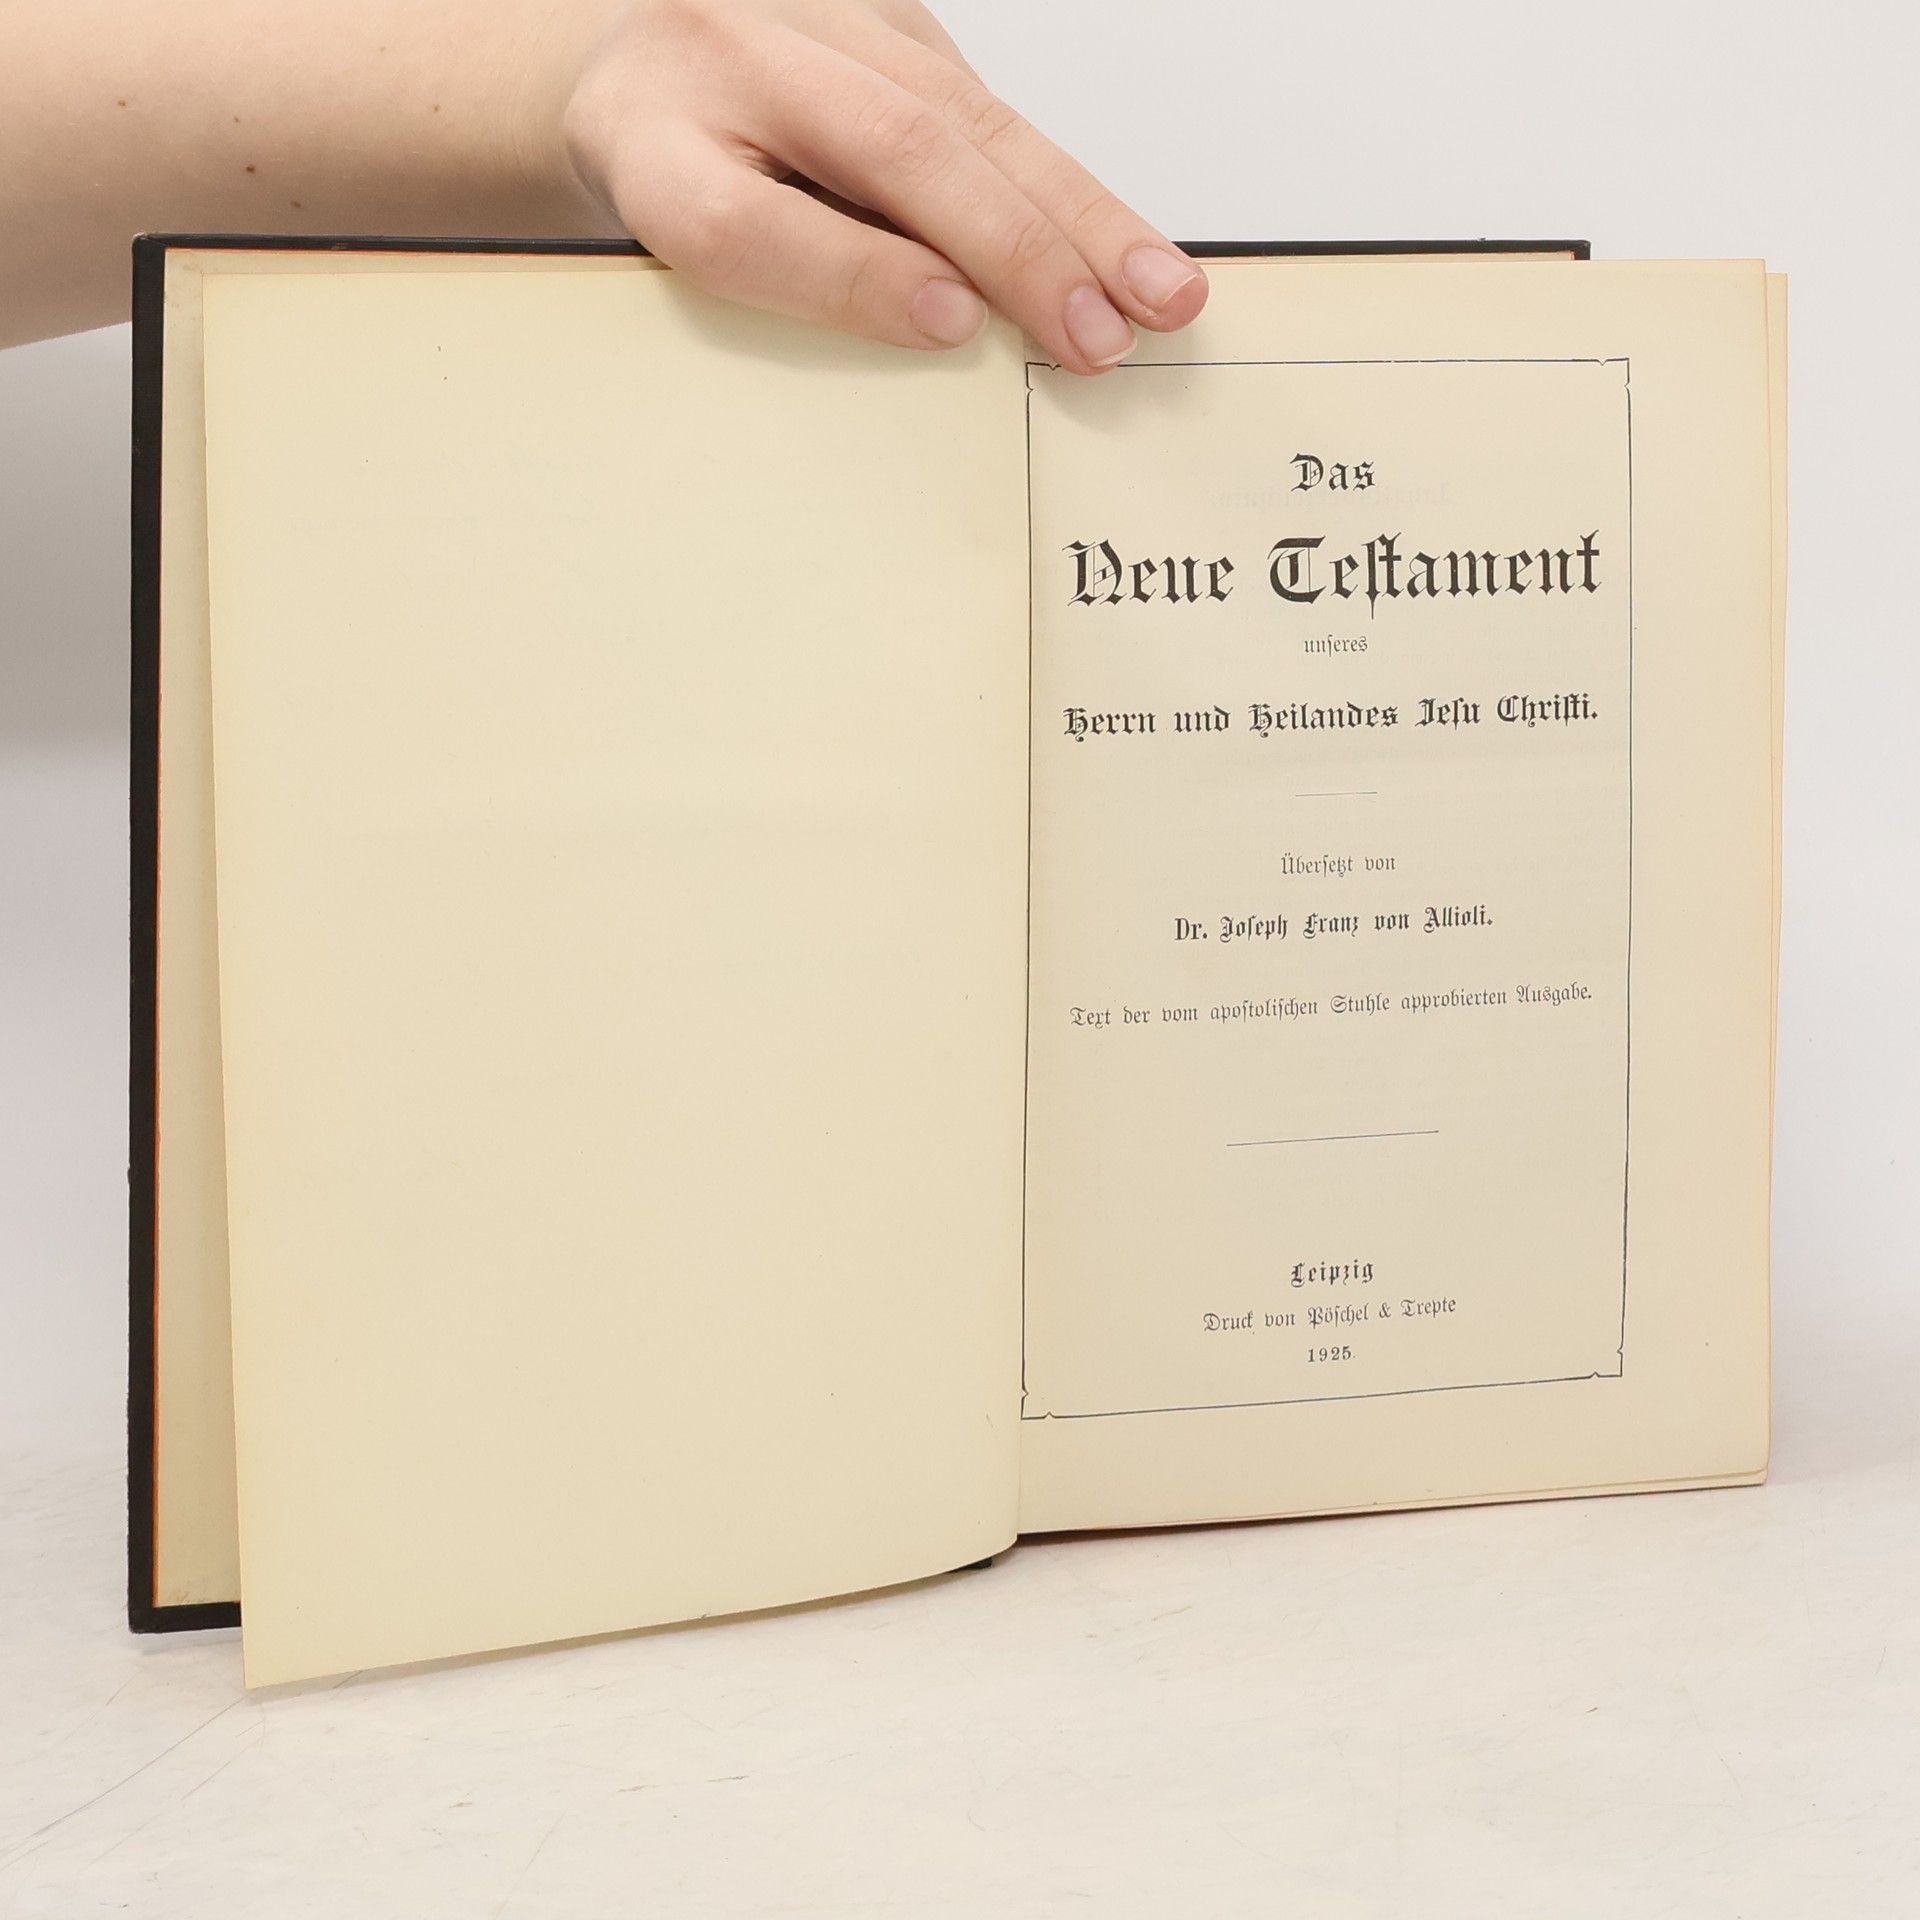 Das
Neue Teſtament
unſeres
Herrn und Heilandes Jeſu Chriſti.
Überſetzt von
Dr. Joſeph Franz von Allioli.
Text der vom apoſtoliſchen Stuhle approbierten Ausgabe.
Leipzig
Druck von Pöſchel & Trepte
1925.